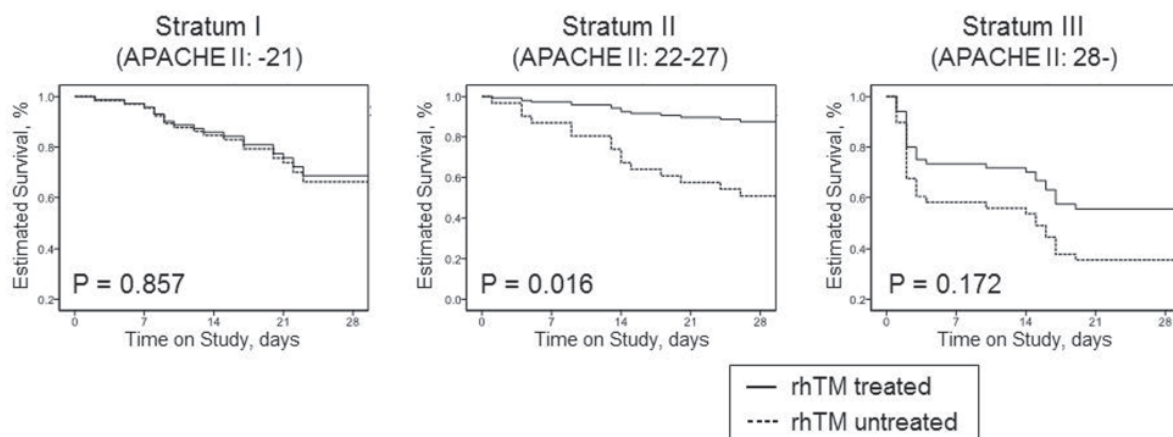 Stratum I
(APACHE II: -21)
Stratum II
(APACHE II: 22-27)
Stratum III
(APACHE II: 28-)
Estimated Survival, %
1.0
0.8
0.6
0.4
0.2
P = 0.857
0 7 14 21 28
Time on Study, days
Estimated Survival, %
1.0
0.8
0.6
0.4
0.2
0.0
P = 0.016
0 7 14 21 28
Time on Study, days
Estimated Survival, %
1.0
0.8
0.6
0.4
0.2
P = 0.172
0 7 14 21 28
Time on Study, days
rhTM treated
rhTM untreated